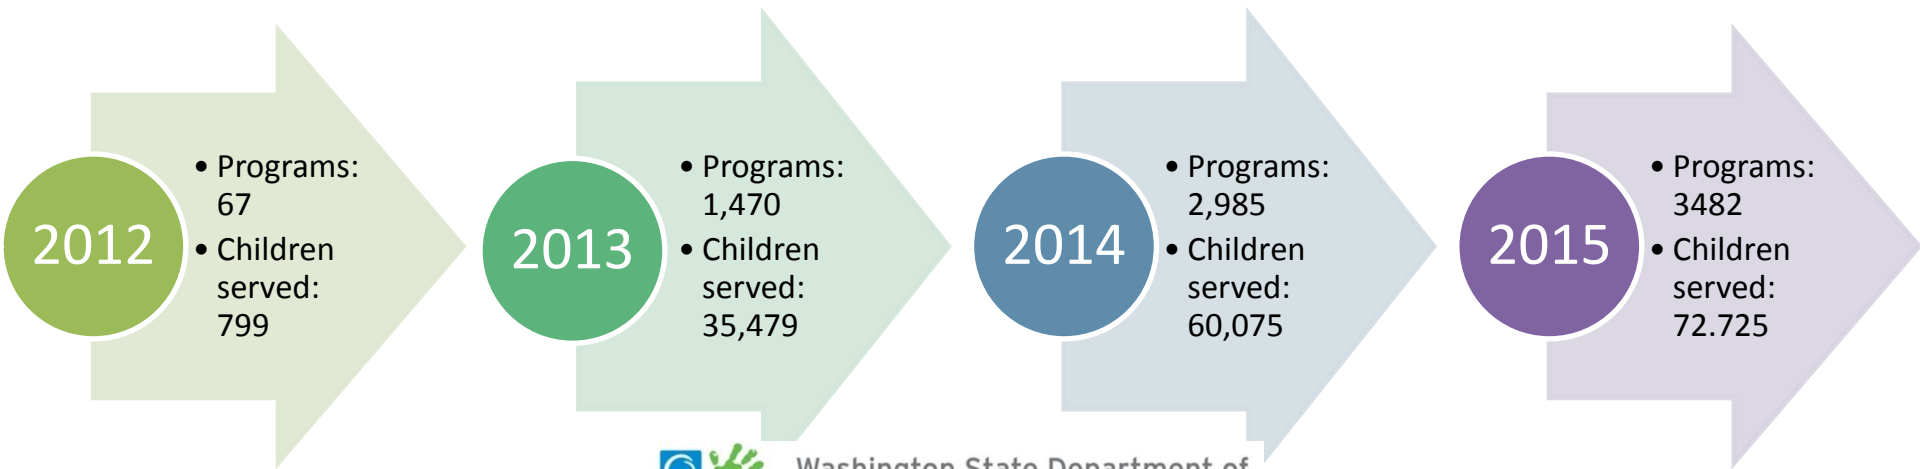 2012
• Programs:
67
• Children
served:
799
2013
• Programs:
1,470
• Children
served:
35,479
2014
• Programs:
2,985
• Children
served:
60,075
2015
• Programs:
3482
• Children
served:
72.725
Washington State Department of